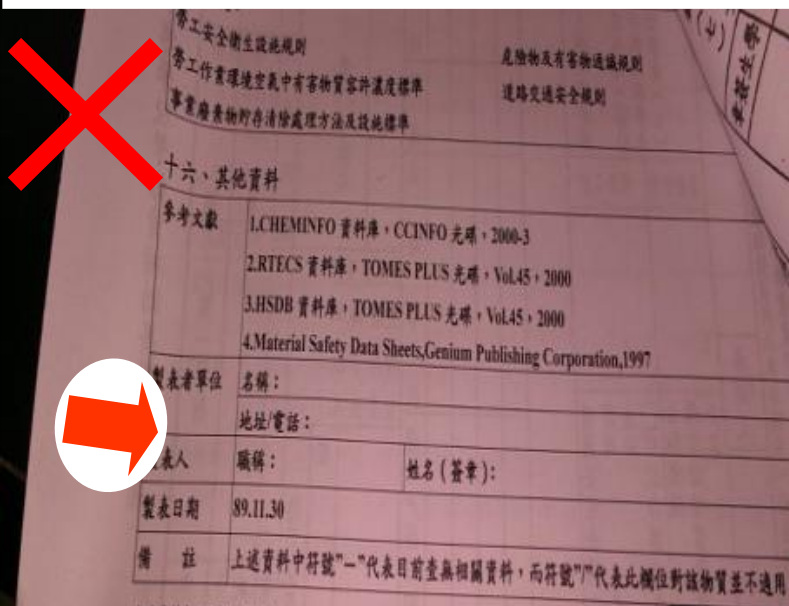 勞工安全衛生設施規則
危險物及有害物通識規則
勞工作業環境空氣中有害物質容許濃度標準
道路交通安全規則
事業廢棄物貯存清除處理方法及設施標準
十六、其他資料
參考文獻
1.CHEMINFO 資料庫,CCINFO 光碟,2000-3
2.RTECS 資料庫,TOMES PLUS 光碟,Vol.45,2000
3.HSDB 資料庫,TOMES PLUS 光碟,Vol.45,2000
4.Material Safety Data Sheets,Genium Publishing Corporation,1997
製表者單位 名稱:
地址/電話:
表人 職稱: 姓名(簽章):
製表日期 89.11.30
備 註 上述資料中符號"－"代表目前查無相關資料,而符號"/"代表此欄位對該物質並不適用
(七)